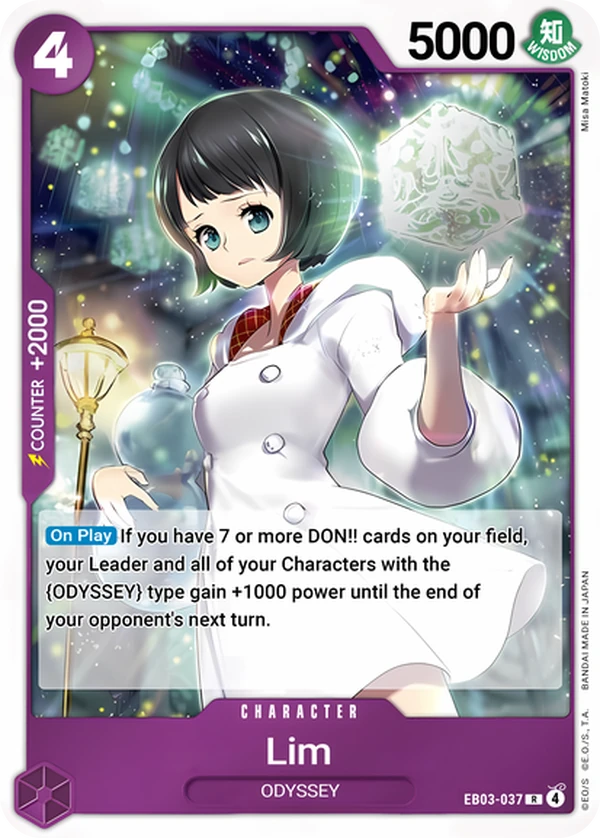 4
5000
知
WISDOM
Misa Matoki
COUNTER +2000
On Play If you have 7 or more DON!! cards on your field,
your Leader and all of your Characters with the
{ODYSSEY} type gain +1000 power until the end of
your opponent's next turn.
CHARACTER
Lim
ODYSSEY
EB03-037 R 4
©EO/S ©E.O./S., T.A. BANDAI MADE IN JAPAN